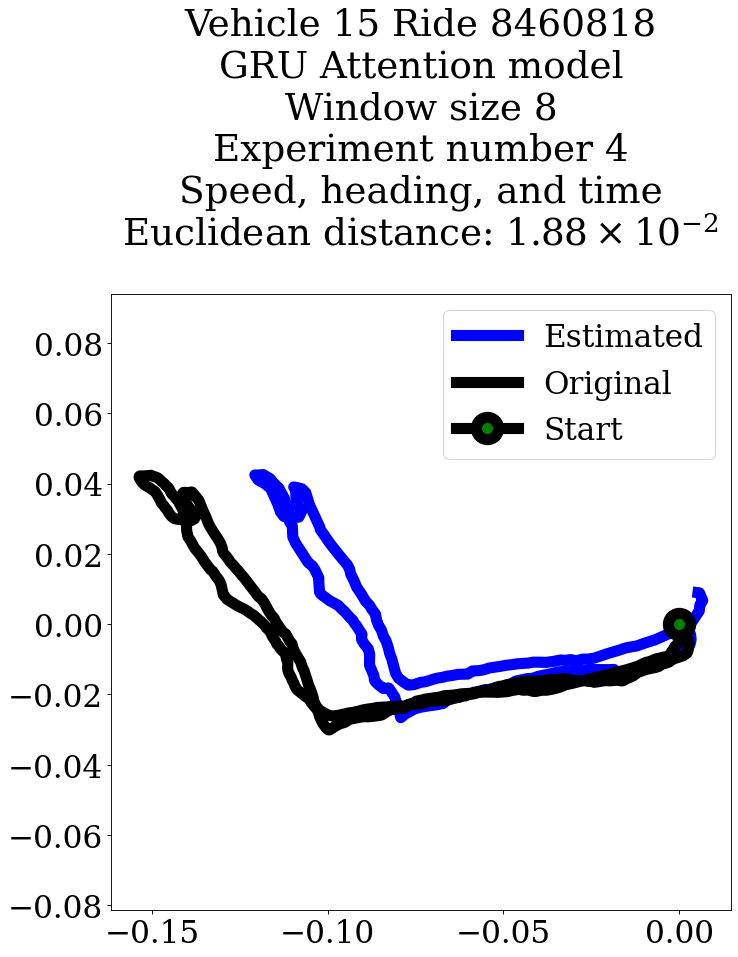 Vehicle 15 Ride 8460818
GRU Attention model
Window size 8
Experiment number 4
Speed, heading, and time
Euclidean distance: 1.88 × 10⁻²
Estimated
Original
Start
0.08
0.06
0.04
0.02
0.00
−0.02
−0.04
−0.06
−0.08
−0.15
−0.10
−0.05
0.00